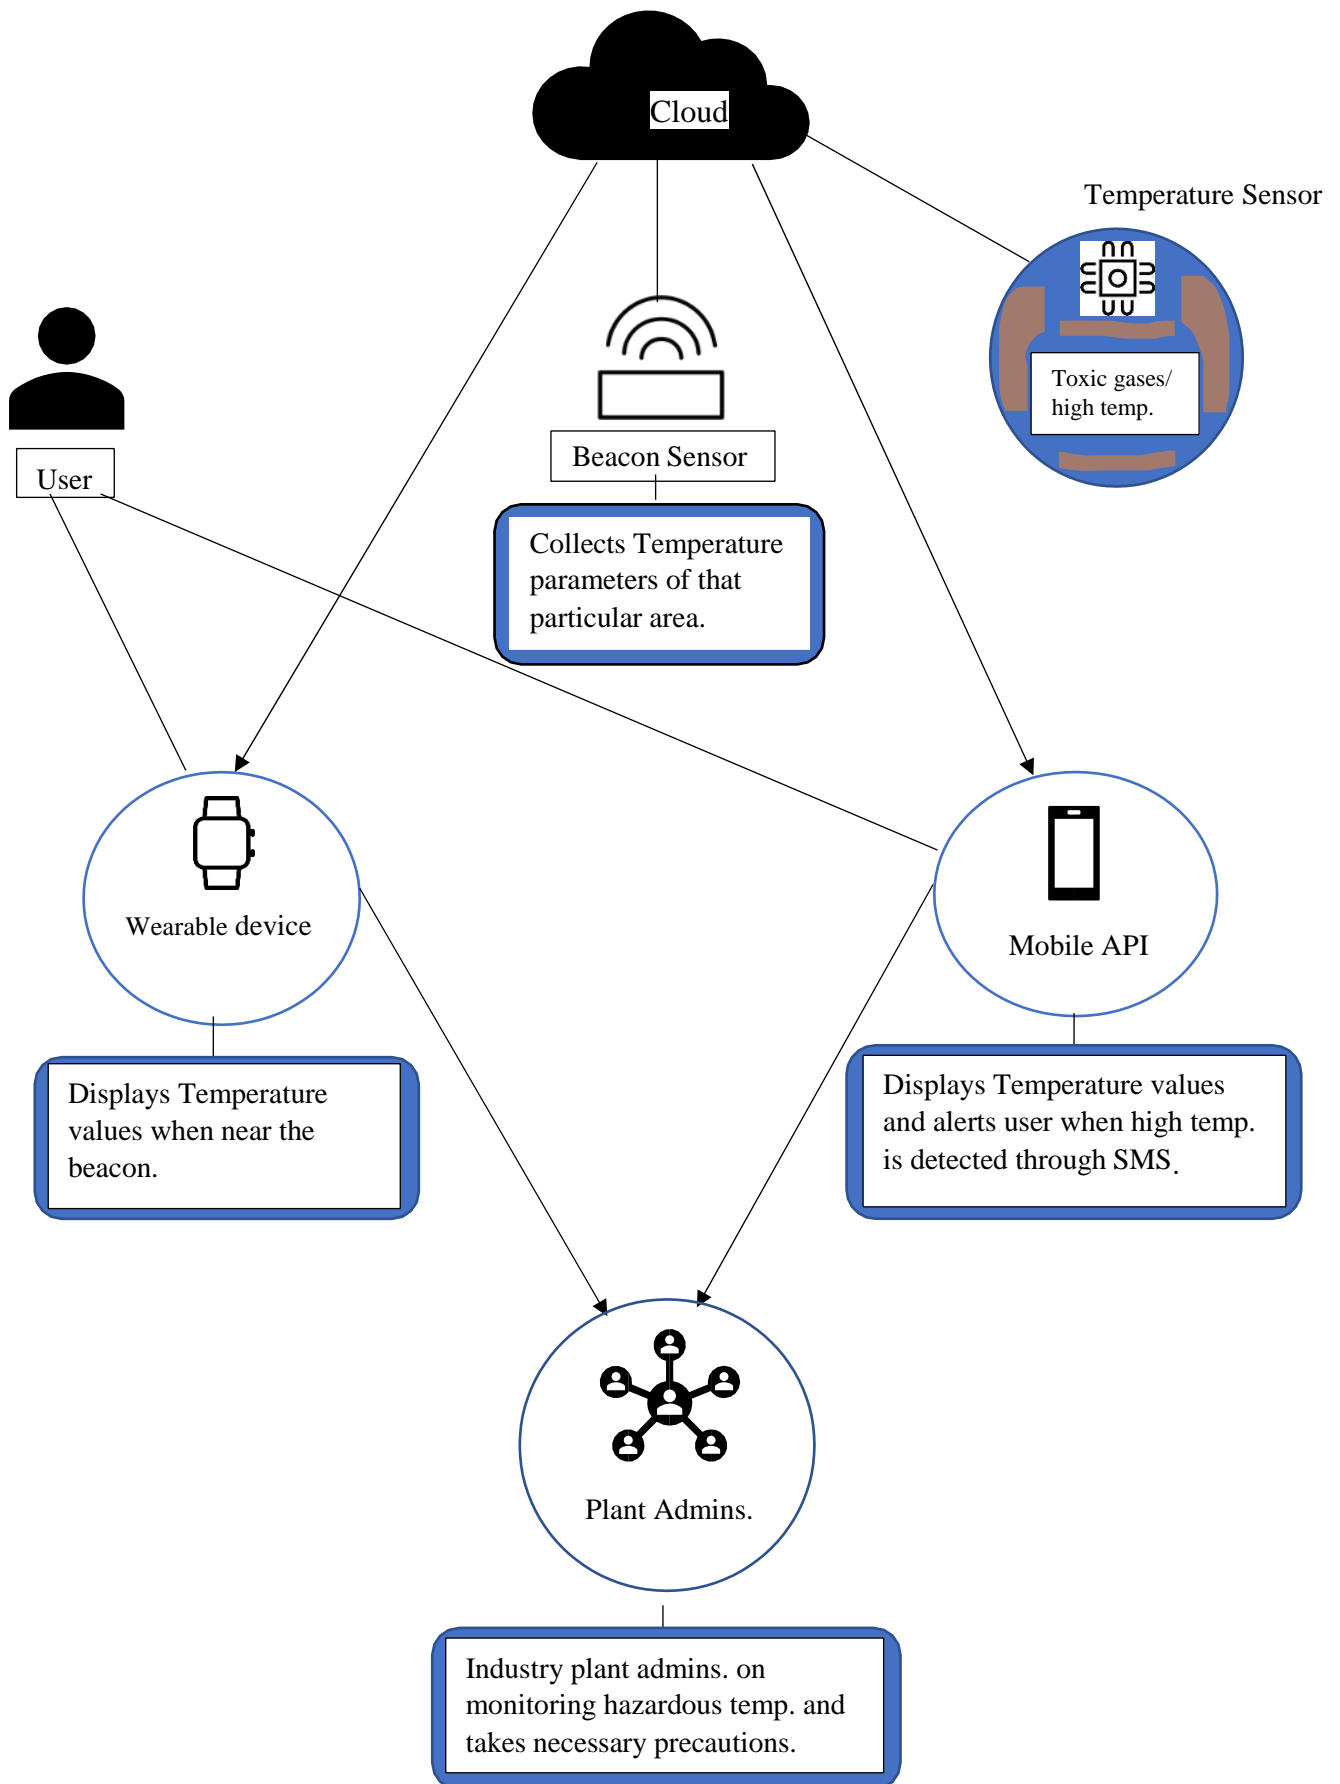 Cloud
Temperature Sensor
Toxic gases/
high temp.
User
Beacon Sensor
Collects Temperature
parameters of that
particular area.
Wearable device
Mobile API
Displays Temperature
values when near the
beacon.
Displays Temperature values
and alerts user when high temp.
is detected through SMS.
Plant Admins.
Industry plant admins. on
monitoring hazardous temp. and
takes necessary precautions.